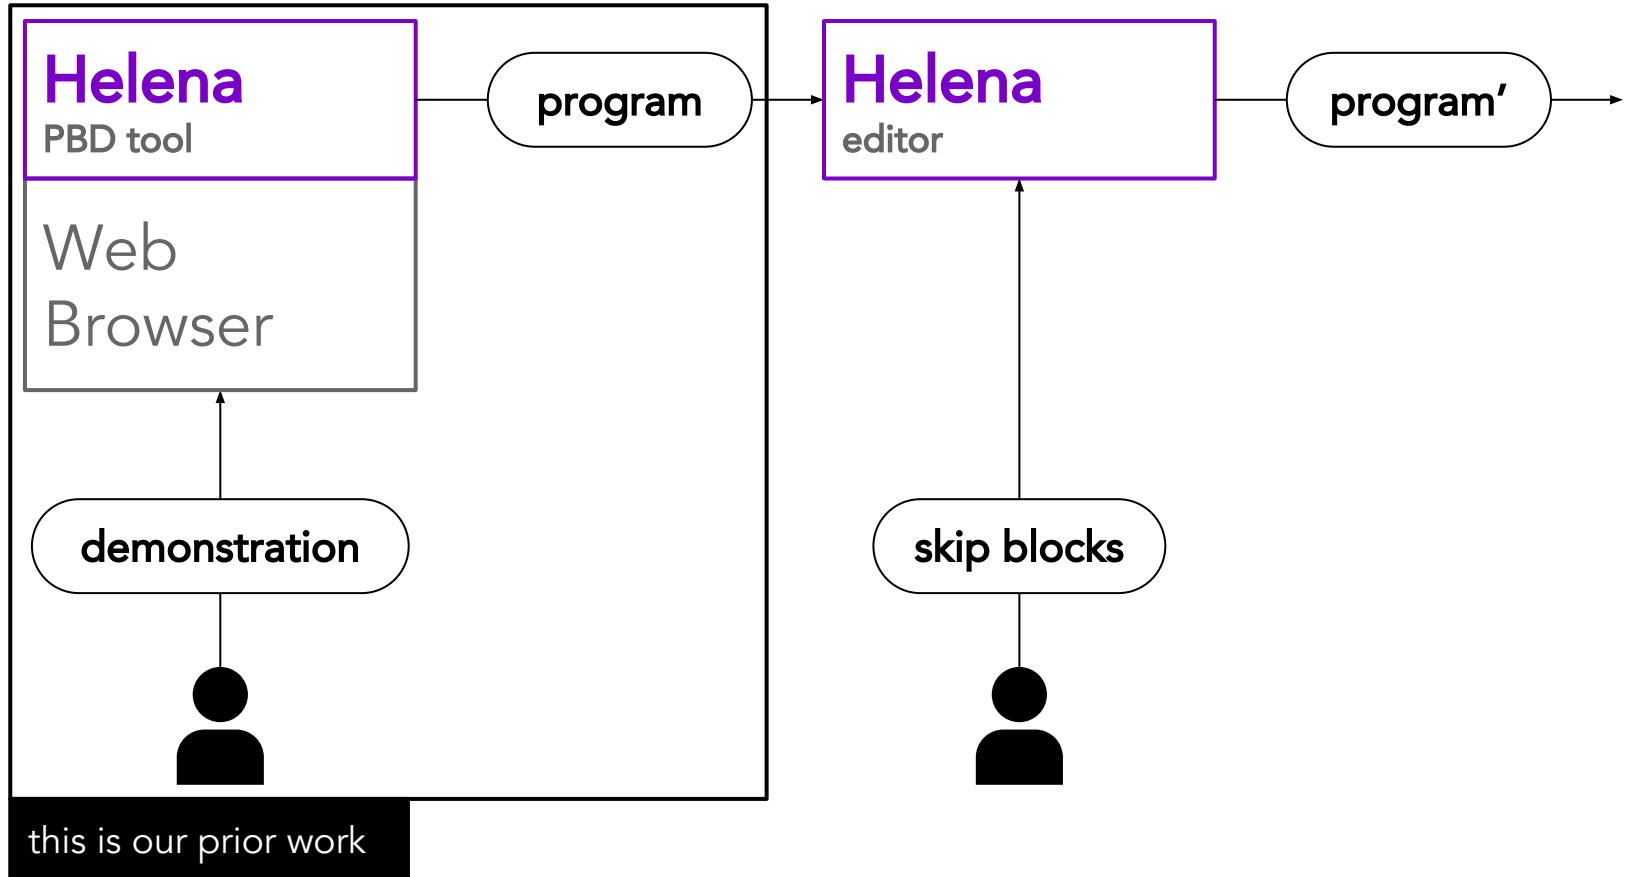 Helena
PBD tool
program
Helena
editor
program’
Web
Browser
demonstration
skip blocks
this is our prior work